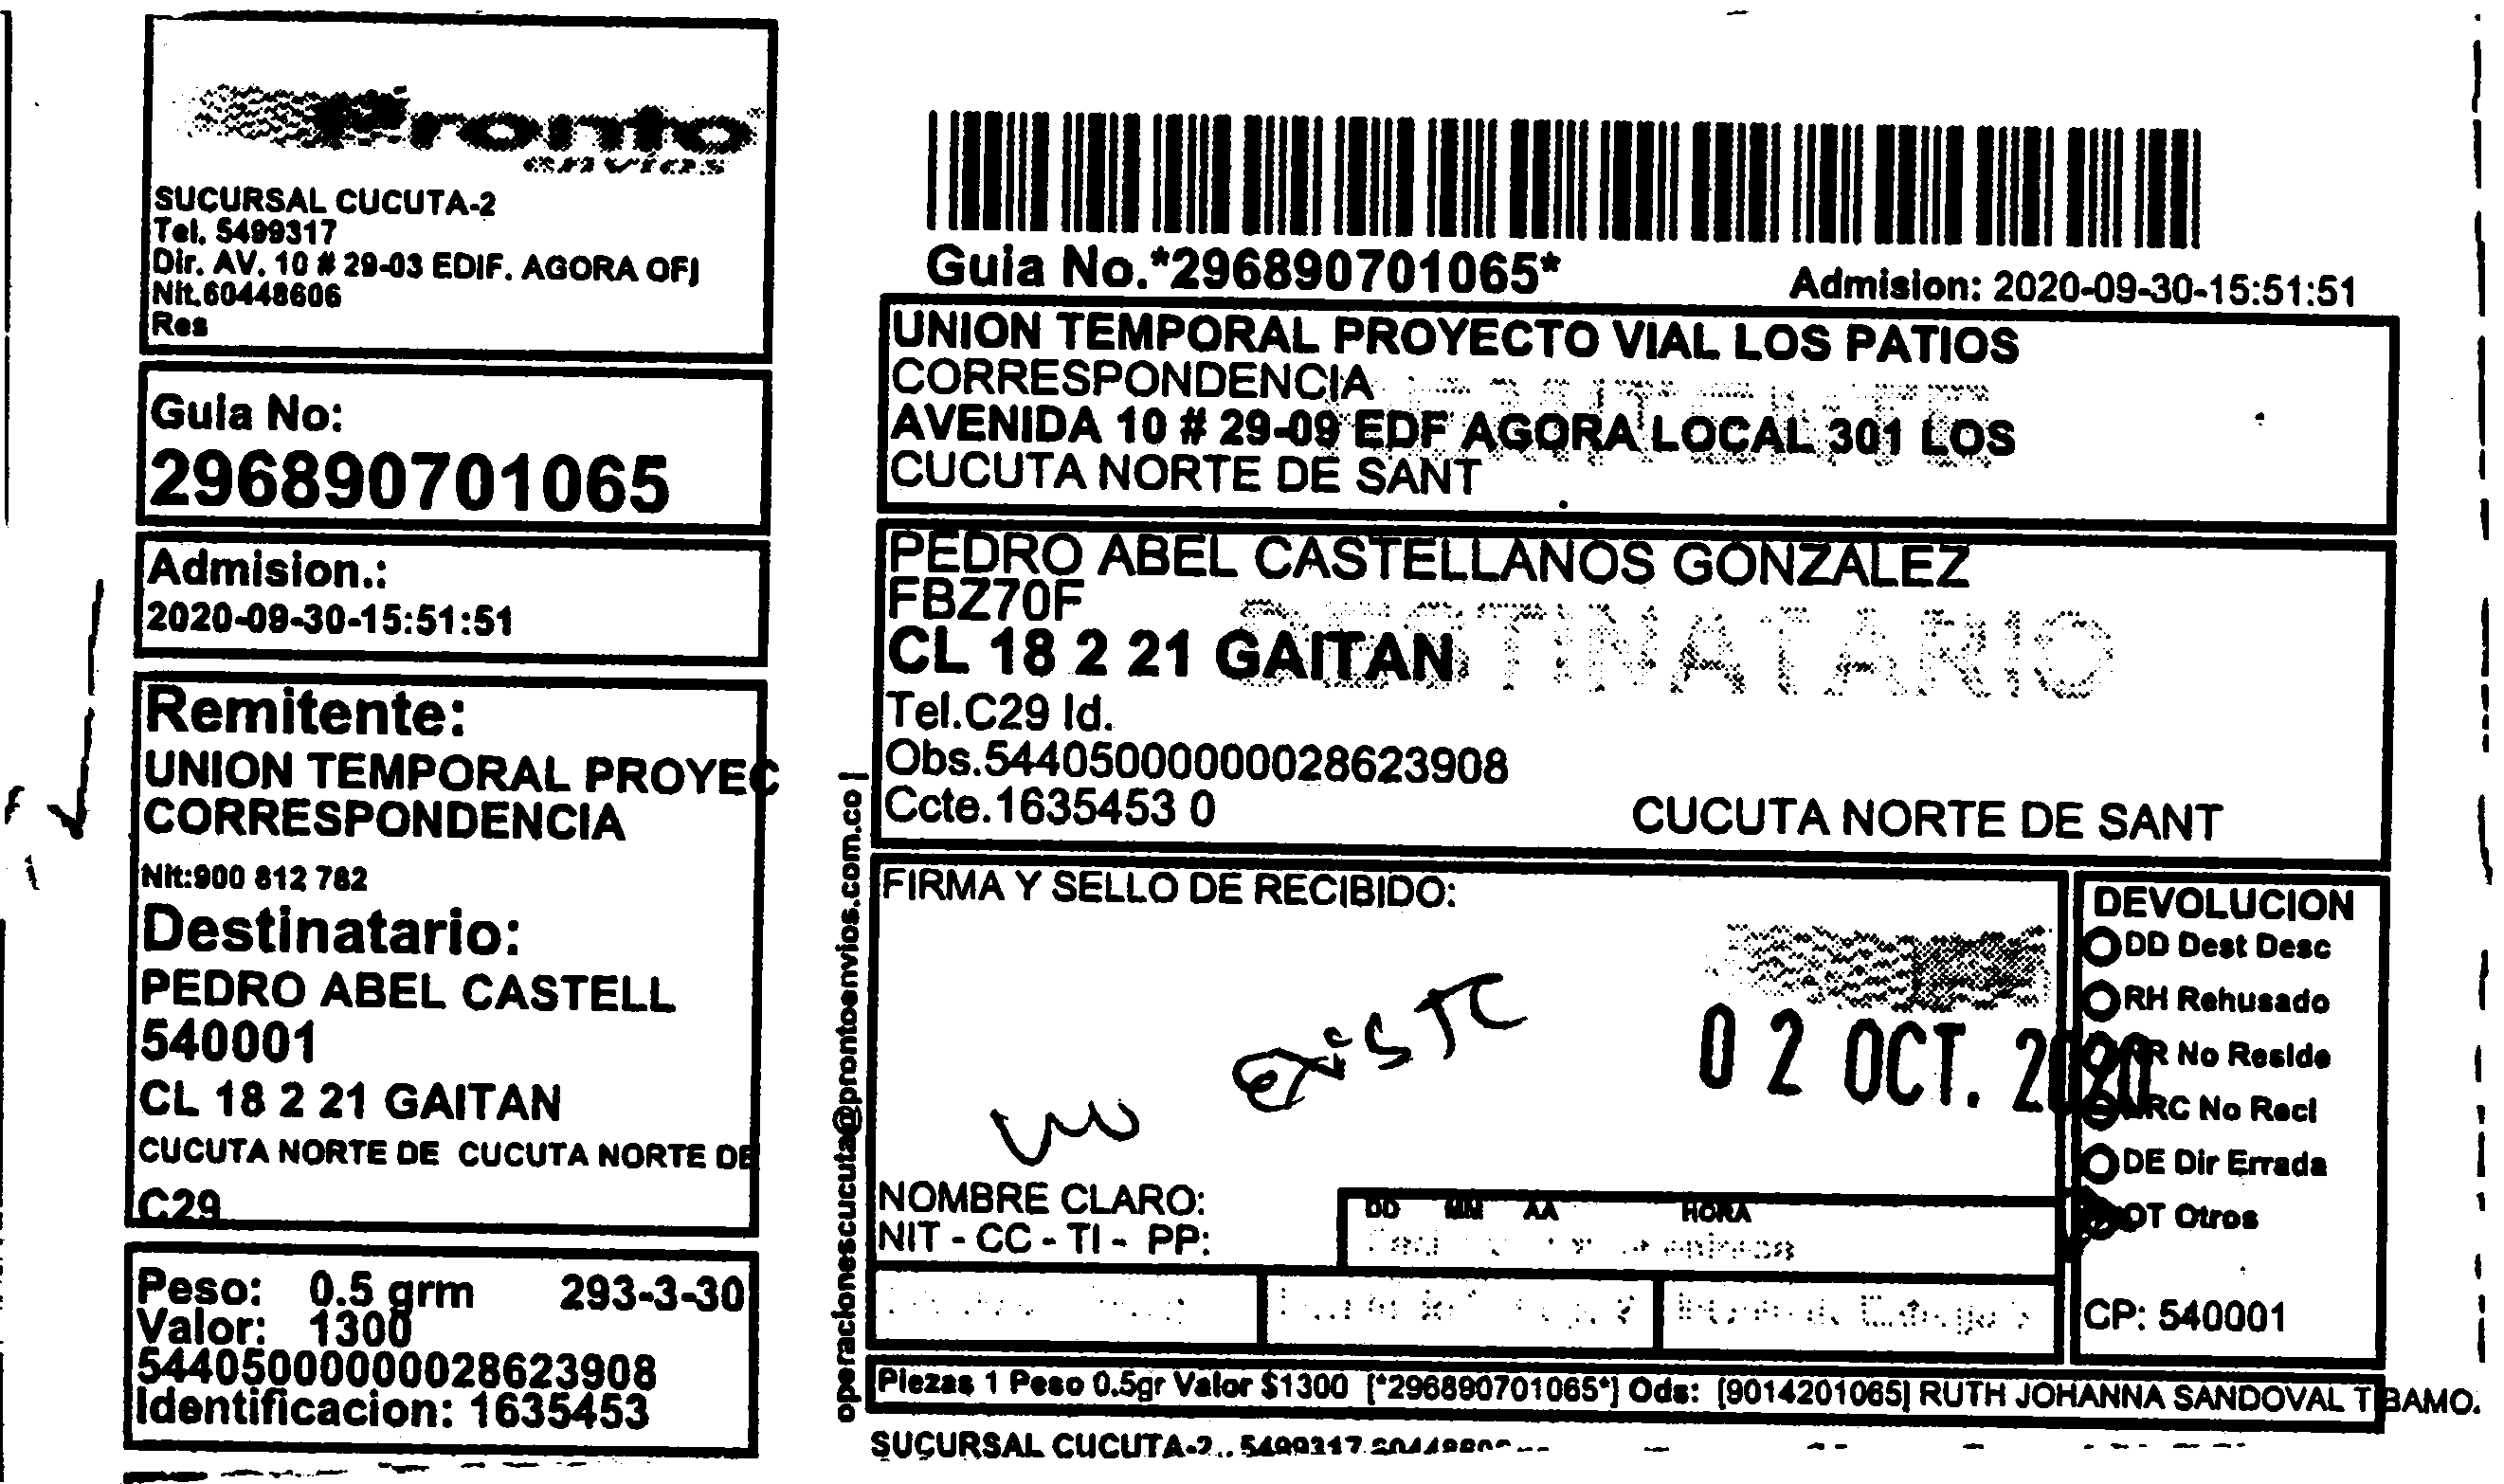 Pronto
envios
SUCURSAL CUCUTA-2
Tel. 5499317
Dir. AV. 10 # 29-03 EDIF. AGORA OFJ
Nit.60448606
Res
Guia No:
296890701065
Admision.:
2020-09-30-15:51:51
Remitente:
UNION TEMPORAL PROYEC
CORRESPONDENCIA
Nit:900 812 782
Destinatario:
PEDRO ABEL CASTELL
540001
CL 18 2 21 GAITAN
CUCUTA NORTE DE CUCUTA NORTE DE
C29
Peso: 0.5 grm 293-3-30
Valor: 1300
544050000000028623908
Identificacion: 1635453
operacionescucuta@prontoenvios.com.co |
Guia No.*296890701065*
Admision: 2020-09-30-15:51:51
UNION TEMPORAL PROYECTO VIAL LOS PATIOS
CORRESPONDENCIA
AVENIDA 10 # 29-09 EDF AGORA LOCAL 301 LOS
CUCUTA NORTE DE SANT
REMITENTE
PEDRO ABEL CASTELLANOS GONZALEZ
FBZ70F
CL 18 2 21 GAITAN
DESTINATARIO
Tel.C29 Id.
Obs.544050000000028623908
Ccte.1635453 0
CUCUTA NORTE DE SANT
FIRMA Y SELLO DE RECIBIDO:
no existe
02 OCT. 2020
NOMBRE CLARO:
NIT - CC - TI - PP:
DD MM AA HORA
DEVOLUCION
DD Dest Desc
RH Rehusado
NR No Reside
NRC No Reci
DE Dir Errada
OT Otros
CP: 540001
Piezas 1 Peso 0.5gr Valor $1300 [*296890701065*] Ods: [9014201065] RUTH JOHANNA SANDOVAL TIBAMO.
SUCURSAL CUCUTA-2.. 5499317